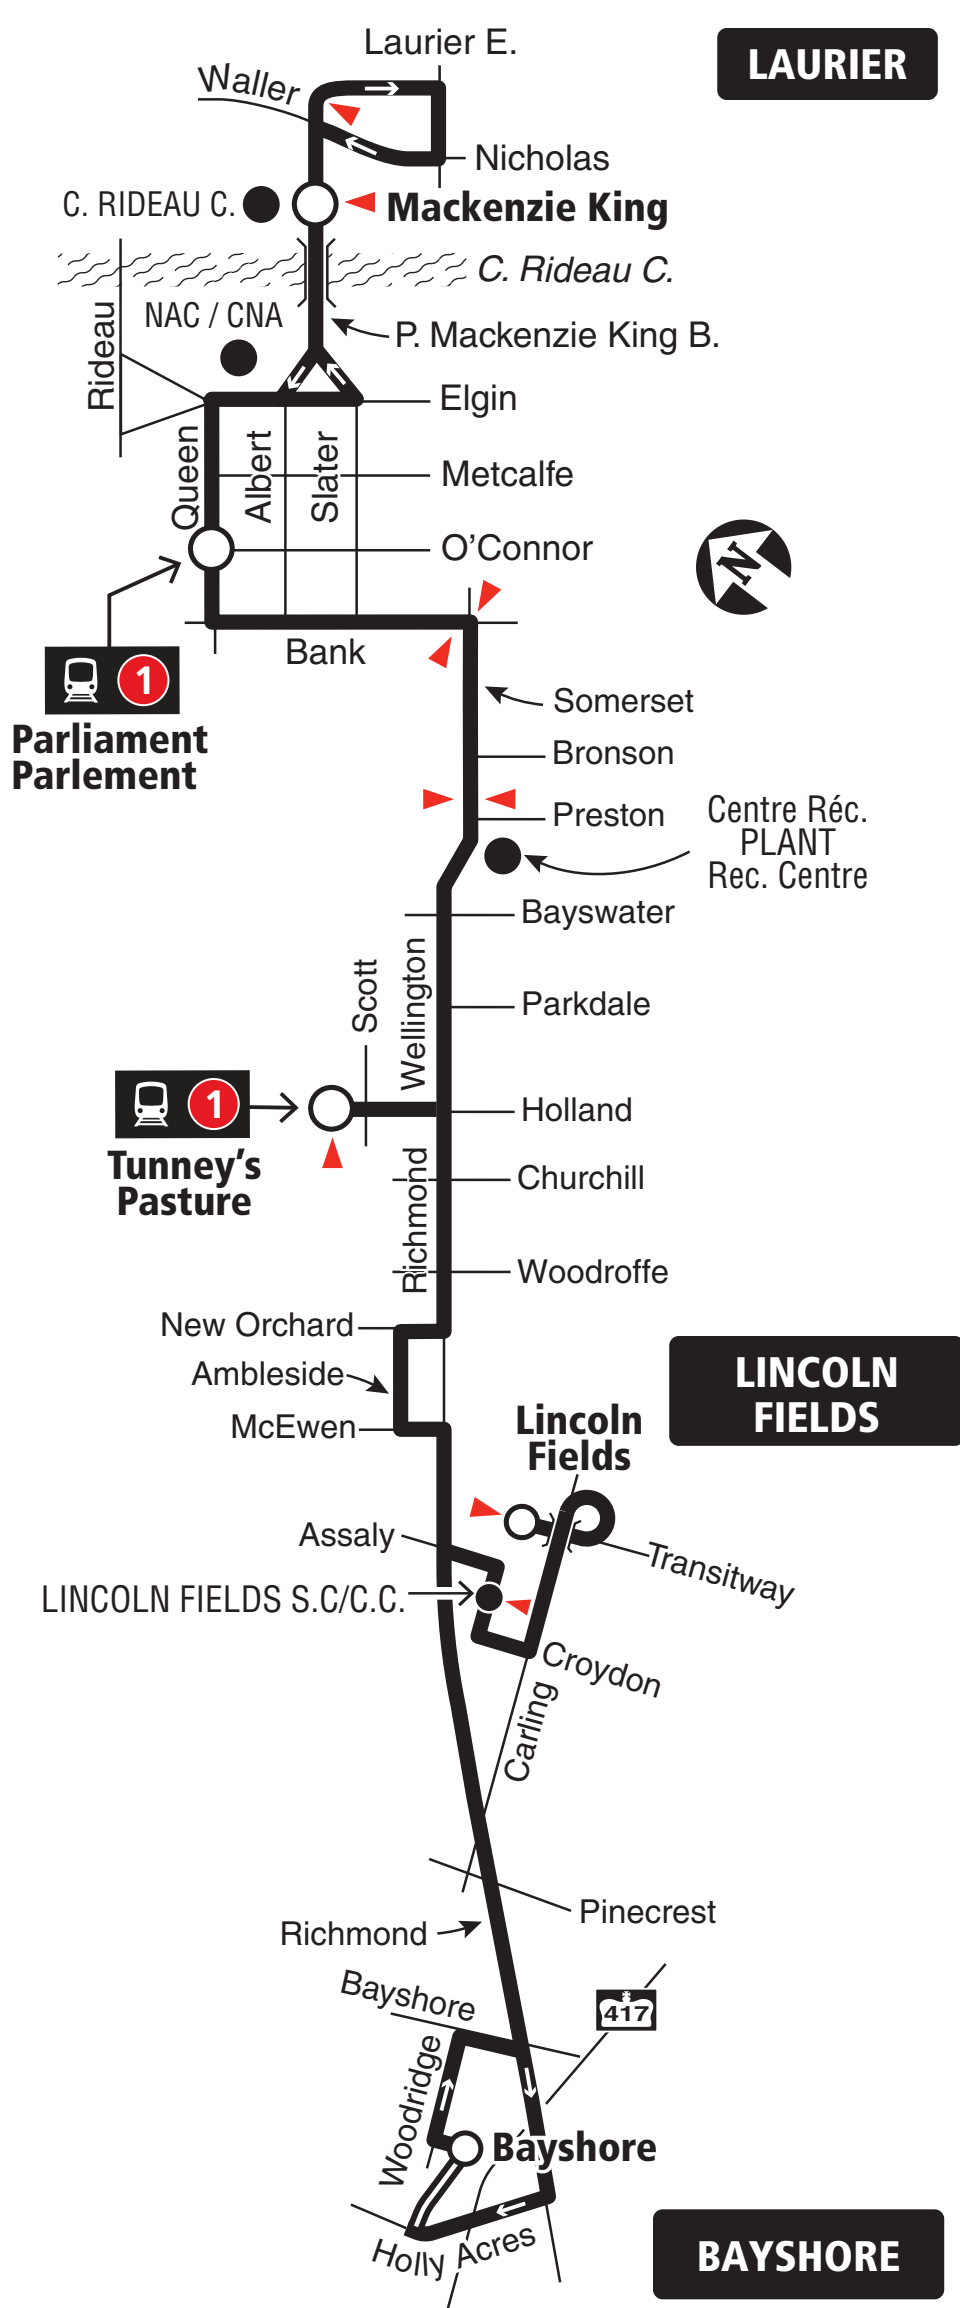 Laurier E.
LAURIER
Waller
Nicholas
C. RIDEAU C.
Mackenzie King
C. Rideau C.
NAC / CNA
P. Mackenzie King B.
Rideau
Elgin
Queen
Albert
Slater
Metcalfe
O'Connor
N
Bank
1
Parliament
Parlement
Somerset
Bronson
Preston
Centre Réc.
PLANT
Rec. Centre
Bayswater
Scott
Wellington
Parkdale
1
Tunney's
Pasture
Holland
Richmond
Churchill
Woodroffe
New Orchard
Ambleside
McEwen
LINCOLN
FIELDS
Lincoln
Fields
Assaly
Transitway
LINCOLN FIELDS S.C/C.C.
Croydon
Carling
Pinecrest
Richmond
Bayshore
417
Woodridge
Bayshore
Holly Acres
BAYSHORE